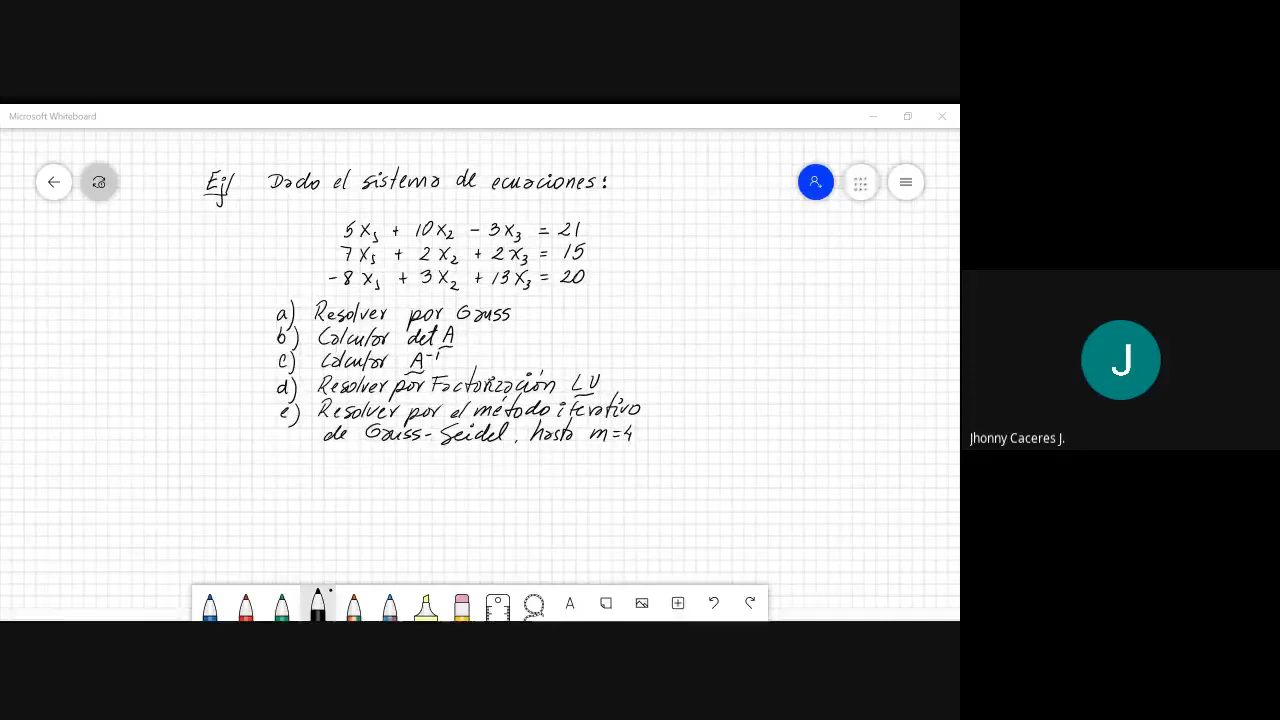 Microsoft Whiteboard
Ej/ Dado el sistema de ecuaciones:
5x₁ + 10x₂ - 3x₃ = 21
7x₁ + 2x₂ + 2x₃ = 15
-8x₁ + 3x₂ + 13x₃ = 20
a) Resolver por Gauss
b) Calcular det A
c) Calcular A⁻¹
d) Resolver por Factorización LU
e) Resolver por el método iterativo
de Gauss-Seidel, hasta m=4
J
Jhonny Caceres J.
A